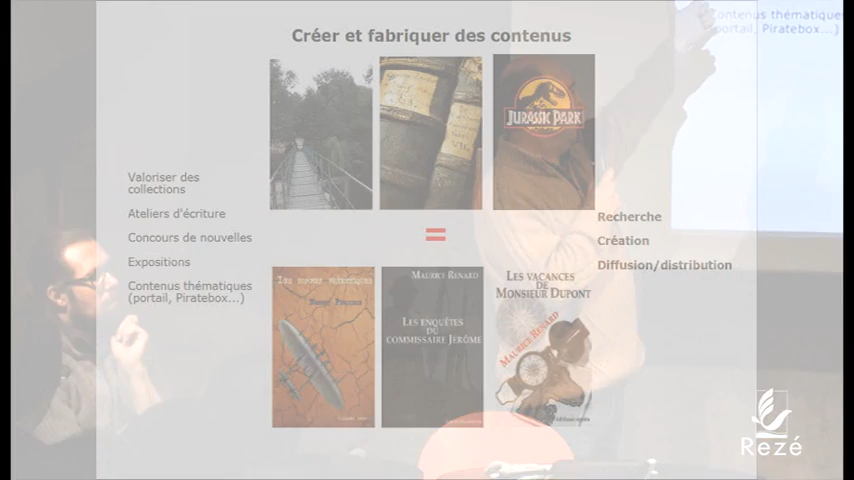 Créer et fabriquer des contenus
Contenus thématiques
(portail, Piratebox...)
JURASSIC PARK
Valoriser des
collections
Ateliers d'écriture
Concours de nouvelles
Expositions
Contenus thématiques
(portail, Piratebox...)
=
Recherche
Création
Diffusion/distribution
MAURICE RENARD
LES ENQUÊTES
DU
COMMISSAIRE JÉRÔME
LES VACANCES
DE
MONSIEUR DUPONT
MAURICE RENARD
Rezé